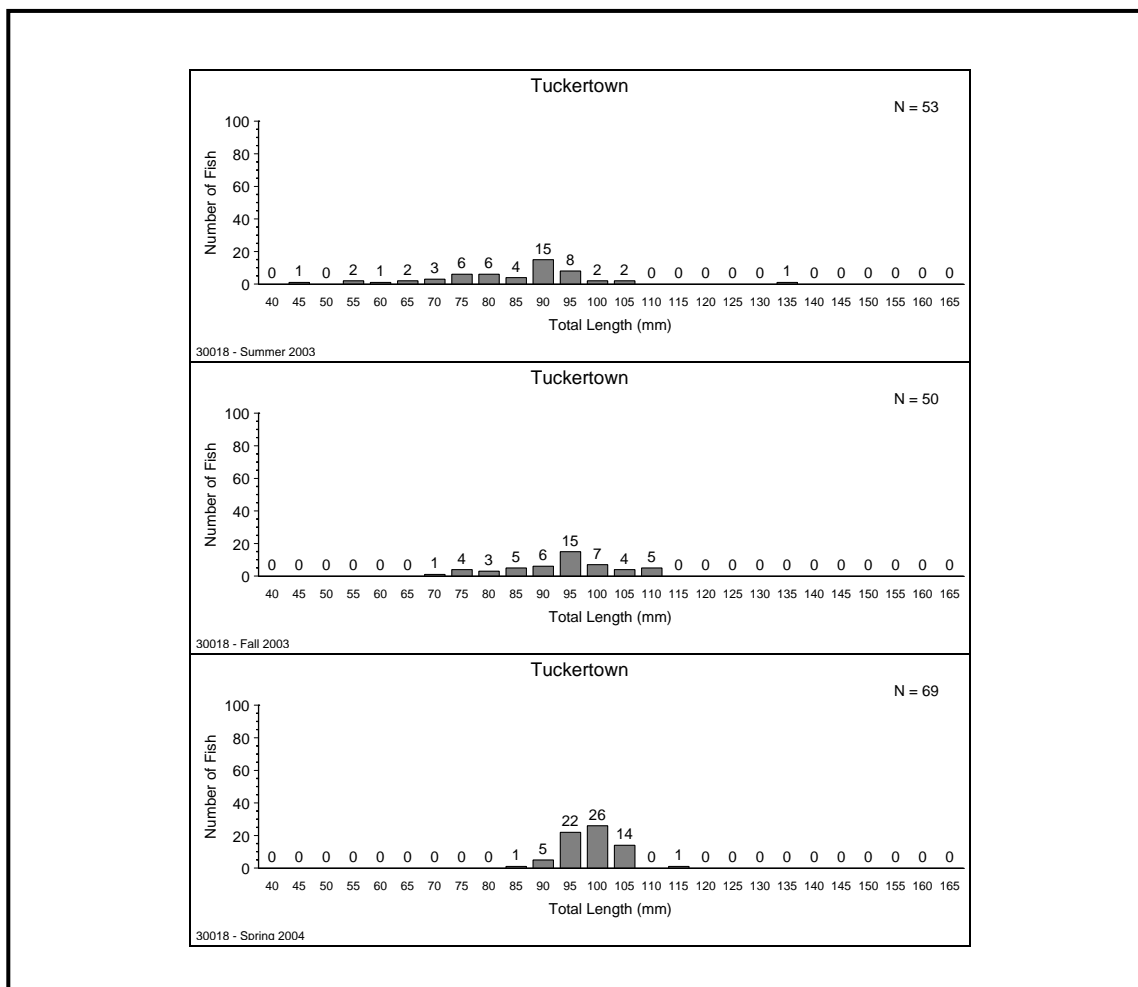 Tuckertown
N = 53
Number of Fish
100
80
60
40
20
0
0 1 0 2 1 2 3 6 6 4 15 8 2 2 0 0 0 0 0 1 0 0 0 0 0 0
40 45 50 55 60 65 70 75 80 85 90 95 100 105 110 115 120 125 130 135 140 145 150 155 160 165
Total Length (mm)
30018 - Summer 2003
Tuckertown
N = 50
Number of Fish
100
80
60
40
20
0
0 0 0 0 0 0 1 4 3 5 6 15 7 4 5 0 0 0 0 0 0 0 0 0 0 0
40 45 50 55 60 65 70 75 80 85 90 95 100 105 110 115 120 125 130 135 140 145 150 155 160 165
Total Length (mm)
30018 - Fall 2003
Tuckertown
N = 69
Number of Fish
100
80
60
40
20
0
0 0 0 0 0 0 0 0 0 1 5 22 26 14 0 1 0 0 0 0 0 0 0 0 0 0
40 45 50 55 60 65 70 75 80 85 90 95 100 105 110 115 120 125 130 135 140 145 150 155 160 165
Total Length (mm)
30018 - Spring 2004